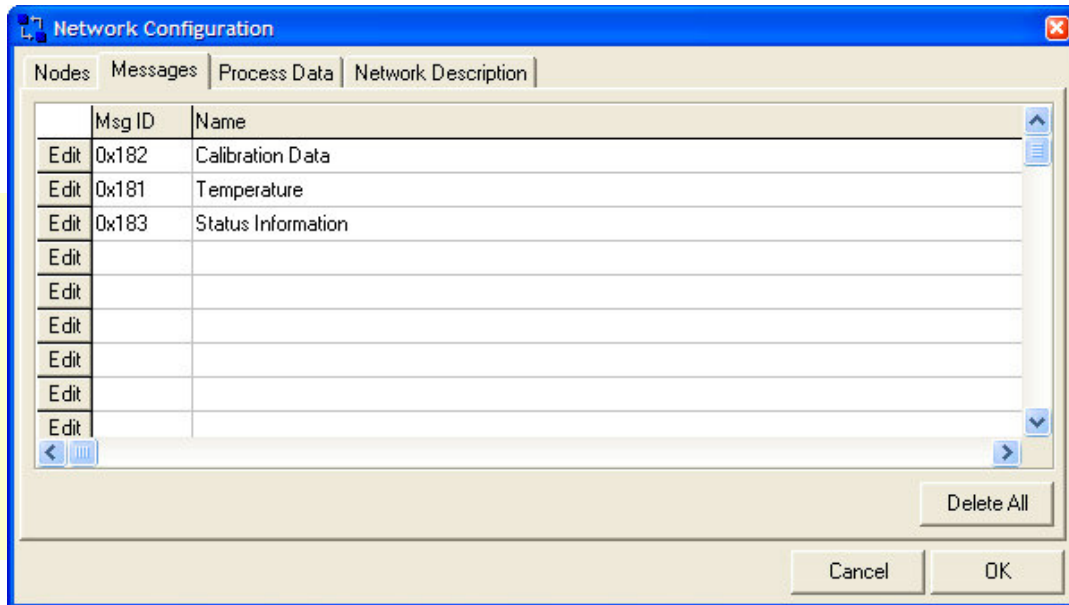 Network Configuration
Nodes Messages Process Data Network Description
Msg ID Name
Edit 0x182 Calibration Data
Edit 0x181 Temperature
Edit 0x183 Status Information
Edit
Edit
Edit
Edit
Edit
Edit
Delete All
Cancel OK